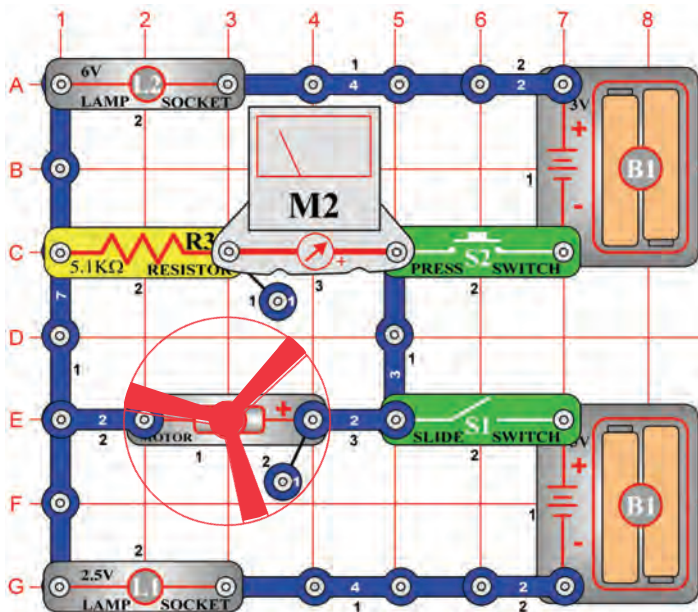 1 2 3 4 5 6 7 8
A
6V
L2
LAMP SOCKET
2
1
4
2
2
3V
+
B
M2
B1
1
-
C
R3
5.1KΩ RESISTOR
2
+
3
S2
PRESS SWITCH
2
1 1
7
D
1
1
3
E
2
2
MOTOR
+
1
2
3
S1
SLIDE SWITCH
2
2
1
3V
+
F
B1
1
-
G
2
2.5V
L1
LAMP SOCKET
4
1
2
2